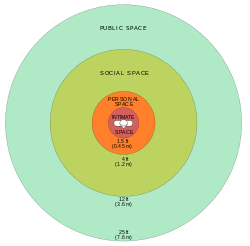 PUBLIC SPACE
SOCIAL SPACE
PERSONAL
SPACE
INTIMATE
SPACE
1.5 ft
(0.45 m)
4 ft
(1.2 m)
12 ft
(3.6 m)
25 ft
(7.6 m)